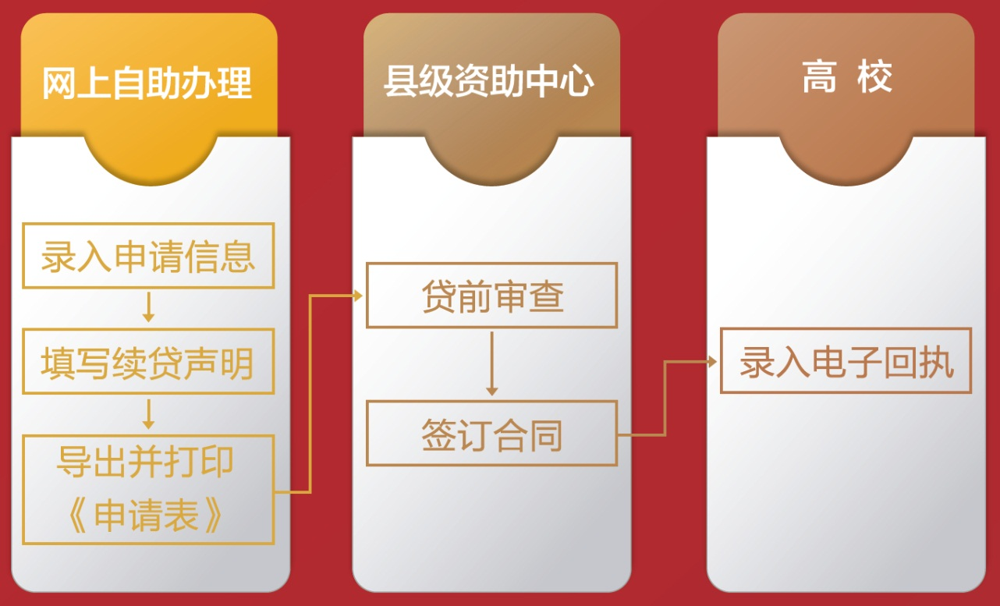 网上自助办理
录入申请信息
填写续贷声明
导出并打印
《申请表》
县级资助中心
贷前审查
签订合同
高 校
录入电子回执